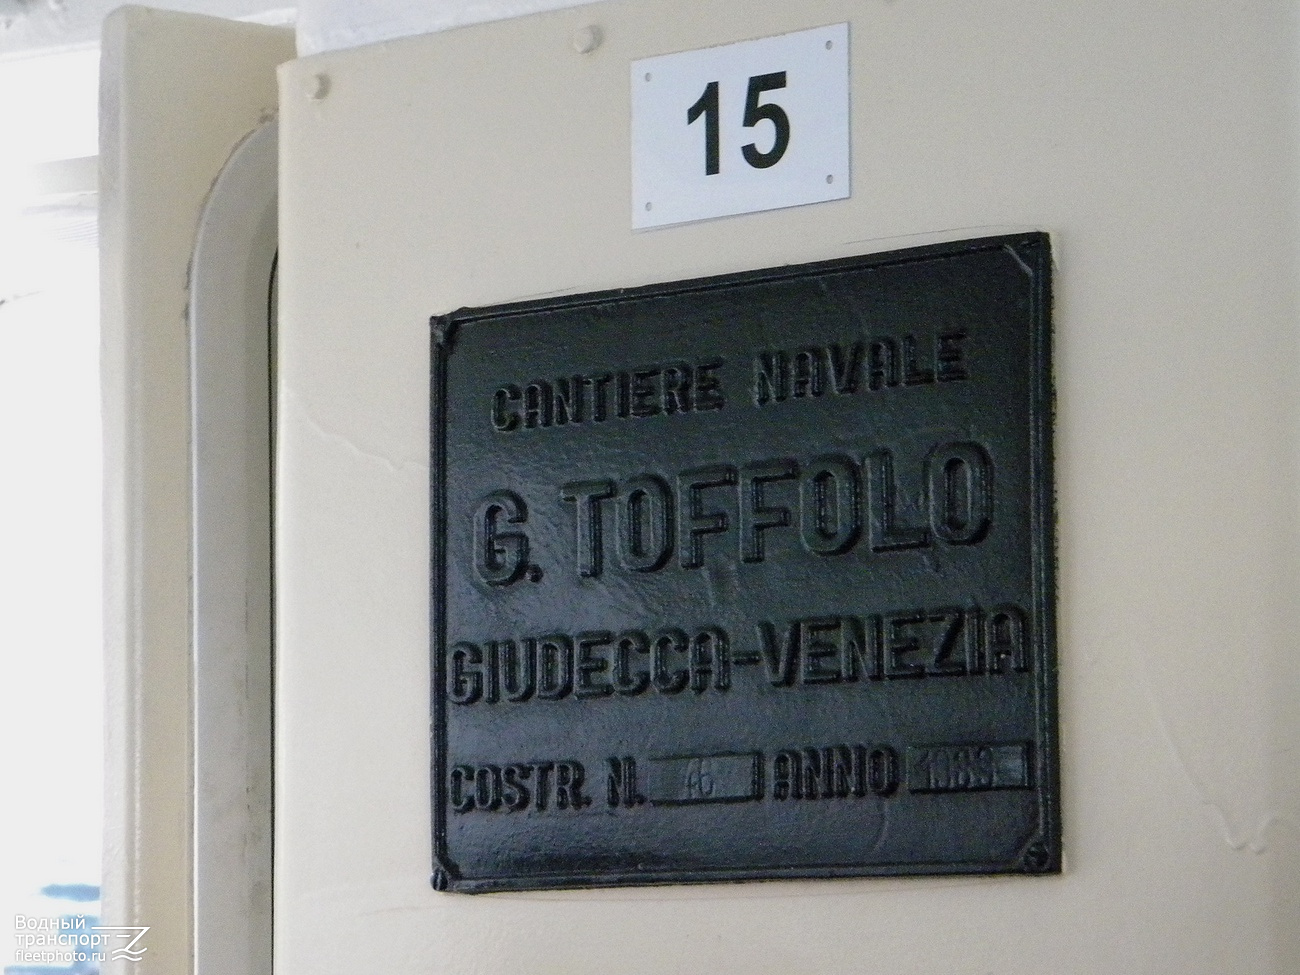 15
CANTIERE NAVALE
G. TOFFOLO
GIUDECCA-VENEZIA
COSTR. N. ANNO
Водный
транспорт
fleetphoto.ru